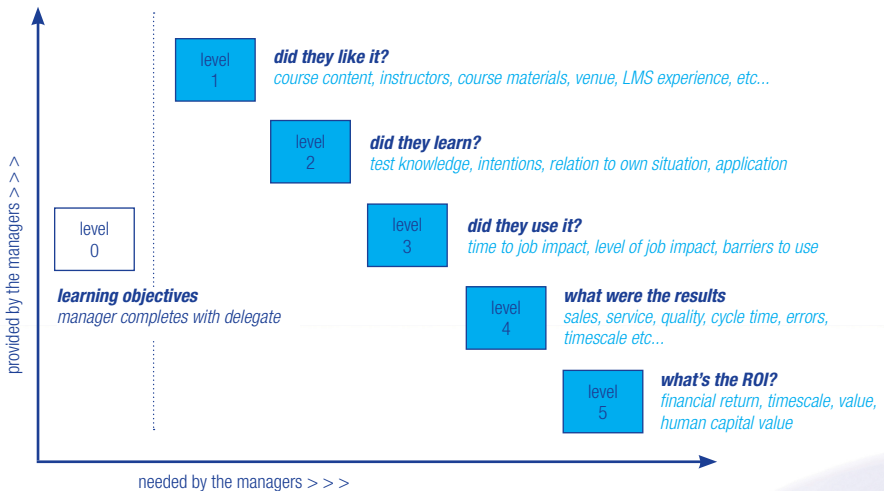 level
1
did they like it?
course content, instructors, course materials, venue, LMS experience, etc...
level
2
did they learn?
test knowledge, intentions, relation to own situation, application
level
0
learning objectives
manager completes with delegate
level
3
did they use it?
time to job impact, level of job impact, barriers to use
level
4
what were the results
sales, service, quality, cycle time, errors,
timescale etc...
level
5
what's the ROI?
financial return, timescale, value,
human capital value
provided by the managers > > >
needed by the managers > > >